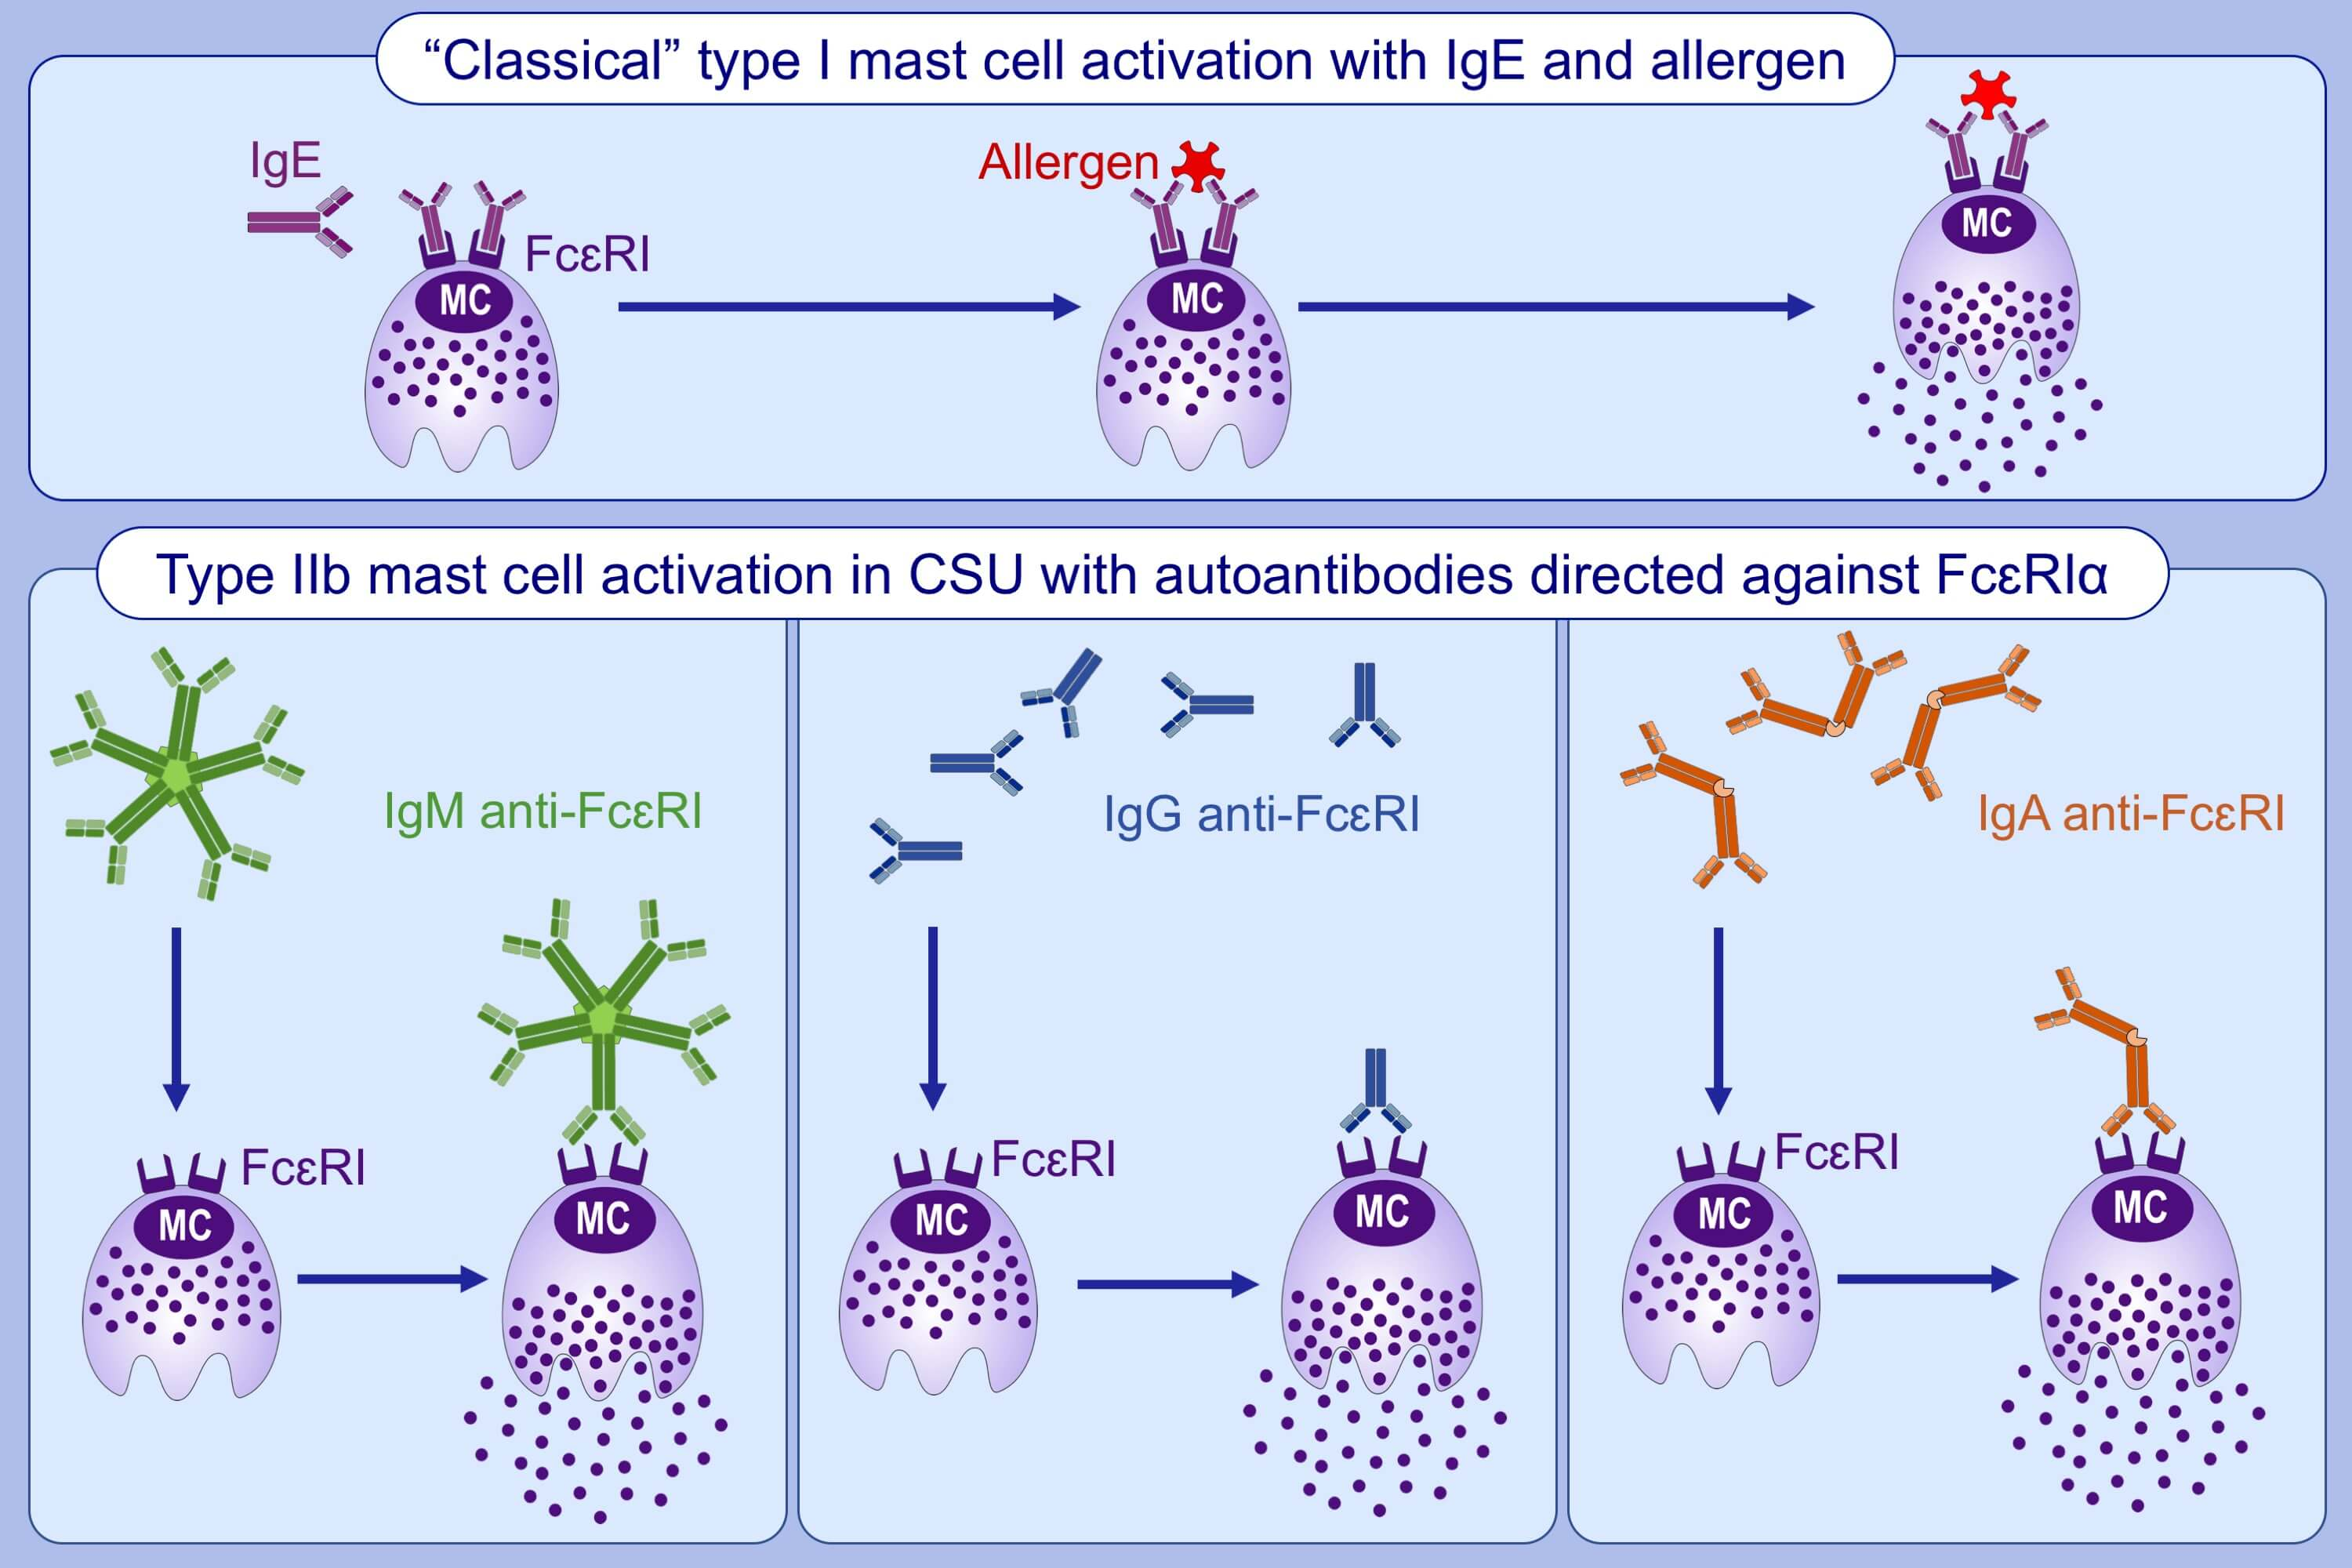 “Classical” type I mast cell activation with IgE and allergen
IgE
FcεRI
MC
Allergen
MC
MC
Type IIb mast cell activation in CSU with autoantibodies directed against FcεRIα
IgM anti-FcεRI
FcεRI
MC
MC
IgG anti-FcεRI
FcεRI
MC
MC
IgA anti-FcεRI
FcεRI
MC
MC